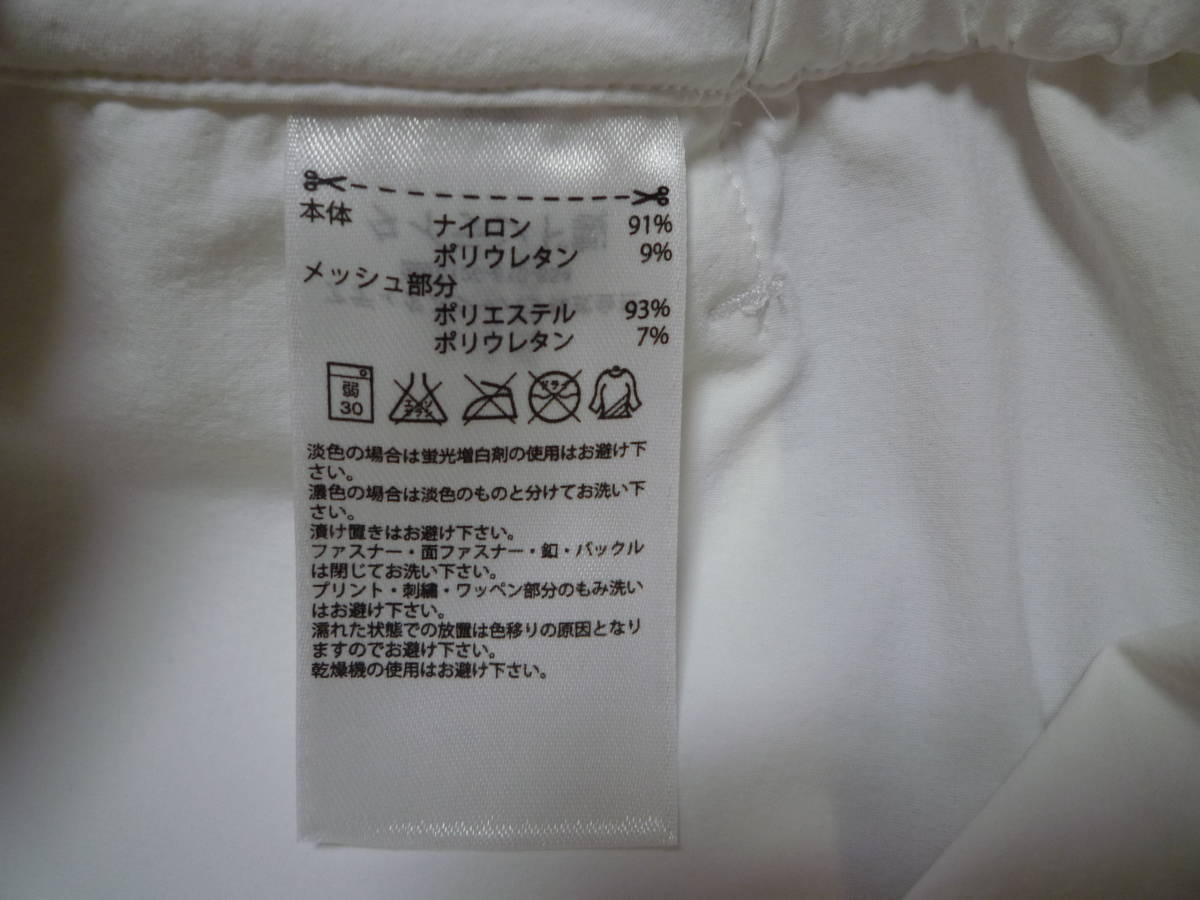 本体 ナイロン 91%
ポリウレタン 9%
メッシュ部分
ポリエステル 93%
ポリウレタン 7%
弱
30
エンソ
サラシ
ドライ
淡色の場合は蛍光増白剤の使用はお避け下
さい。
濃色の場合は淡色のものと分けてお洗い下
さい。
漬け置きはお避け下さい。
ファスナー・面ファスナー・釦・バックル
は閉じてお洗い下さい。
プリント・刺繍・ワッペン部分のもみ洗い
はお避け下さい。
濡れた状態での放置は色移りの原因となり
ますのでお避け下さい。
乾燥機の使用はお避け下さい。